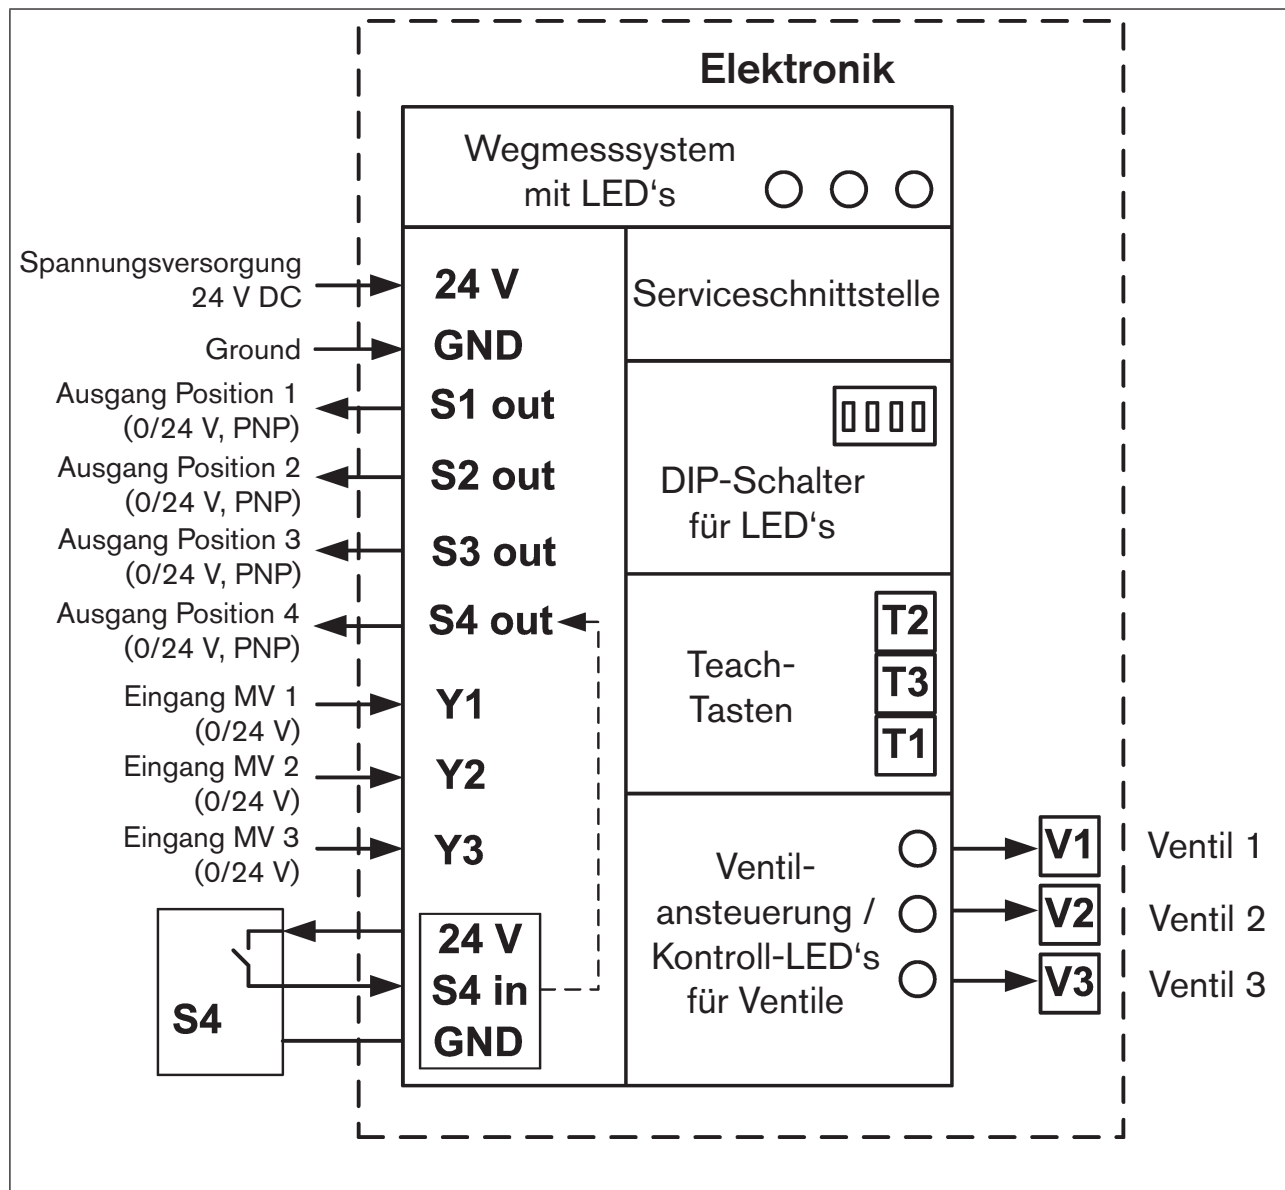 Elektronik
Wegmesssystem
mit LED‘s
Spannungsversorgung
24 V DC
24 V
Ground
GND
Ausgang Position 1
(0/24 V, PNP)
S1 out
Ausgang Position 2
(0/24 V, PNP)
S2 out
Ausgang Position 3
(0/24 V, PNP)
S3 out
Ausgang Position 4
(0/24 V, PNP)
S4 out
Eingang MV 1
(0/24 V)
Y1
Eingang MV 2
(0/24 V)
Y2
Eingang MV 3
(0/24 V)
Y3
S4
24 V
S4 in
GND
Serviceschnittstelle
DIP-Schalter
für LED‘s
Teach-
Tasten
T2
T3
T1
Ventil-
ansteuerung /
Kontroll-LED‘s
für Ventile
V1
Ventil 1
V2
Ventil 2
V3
Ventil 3